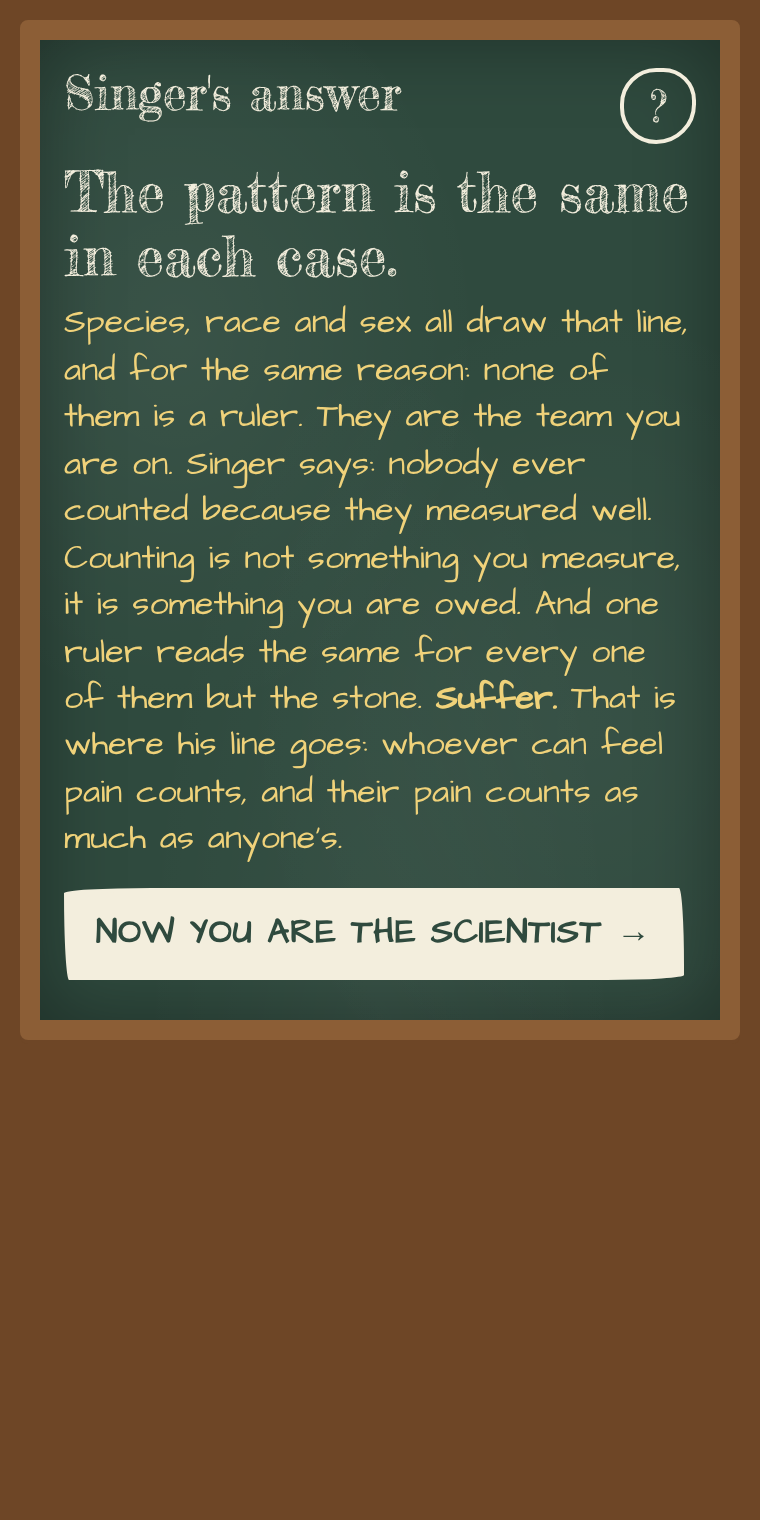 Singer's answer
?
The pattern is the same
in each case.
Species, race and sex all draw that line,
and for the same reason: none of
them is a ruler. They are the team you
are on. Singer says: nobody ever
counted because they measured well.
Counting is not something you measure,
it is something you are owed. And one
ruler reads the same for every one
of them but the stone. Suffer. That is
where his line goes: whoever can feel
pain counts, and their pain counts as
much as anyone's.
NOW YOU ARE THE SCIENTIST →